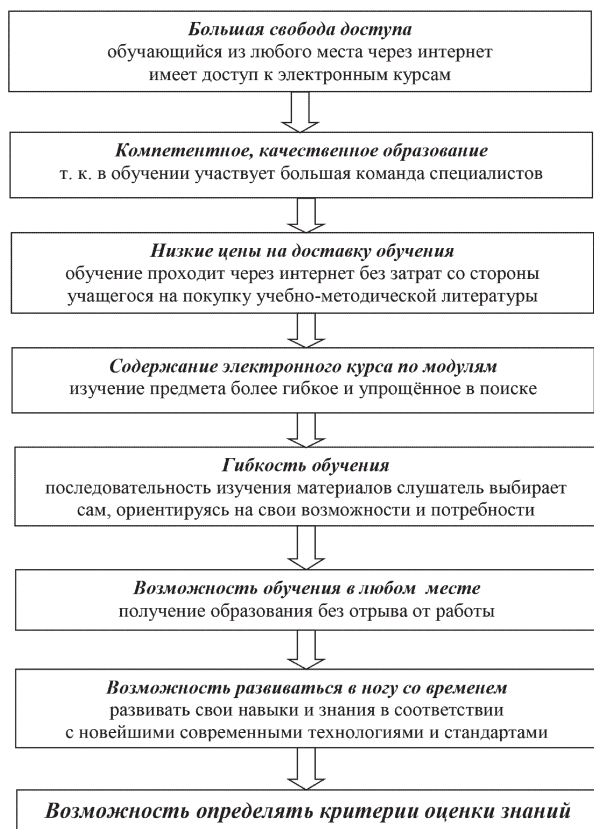 Большая свобода доступа
обучающийся из любого места через интернет
имеет доступ к электронным курсам
Компетентное, качественное образование
т. к. в обучении участвует большая команда специалистов
Низкие цены на доставку обучения
обучение проходит через интернет без затрат со стороны
учащегося на покупку учебно-методической литературы
Содержание электронного курса по модулям
изучение предмета более гибкое и упрощённое в поиске
Гибкость обучения
последовательность изучения материалов слушатель выбирает
сам, ориентируясь на свои возможности и потребности
Возможность обучения в любом месте
получение образования без отрыва от работы
Возможность развиваться в ногу со временем
развивать свои навыки и знания в соответствии
с новейшими современными технологиями и стандартами
Возможность определять критерии оценки знаний